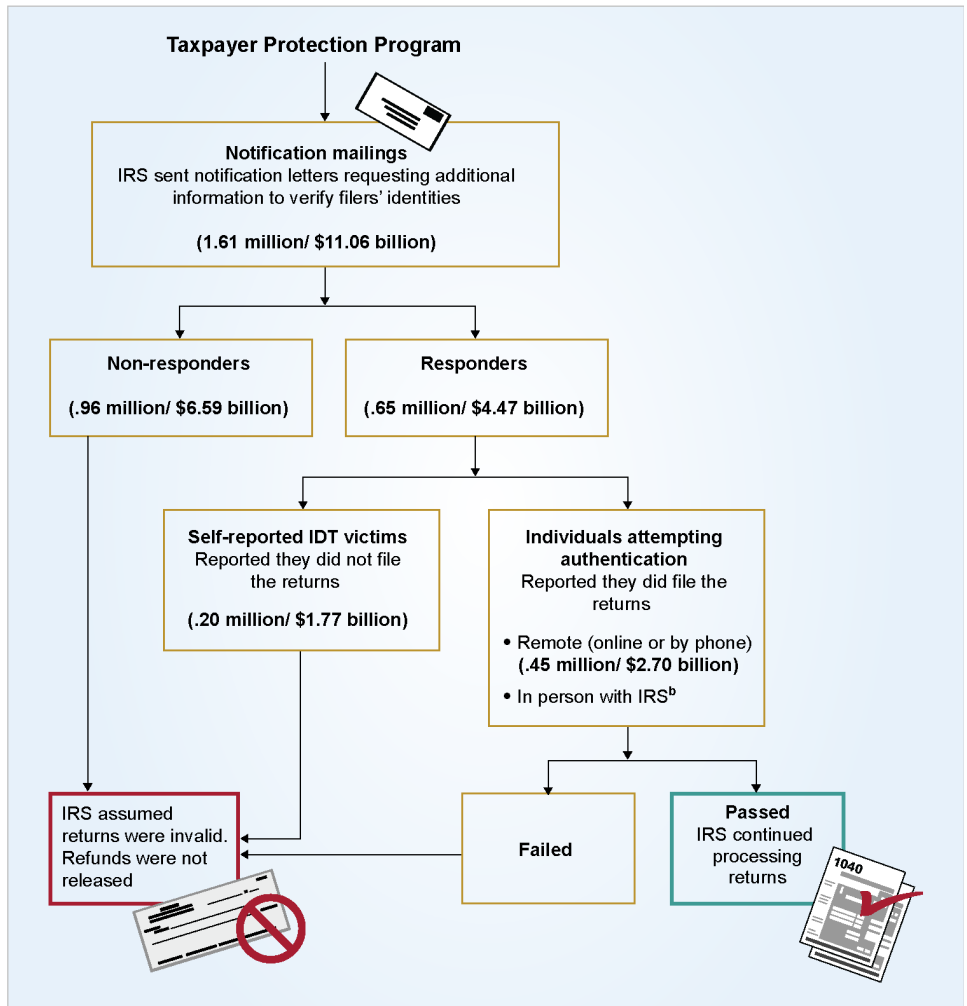 Taxpayer Protection Program
Notification mailings
IRS sent notification letters requesting additional
information to verify filers’ identities
(1.61 million/ $11.06 billion)
Non-responders
(.96 million/ $6.59 billion)
Responders
(.65 million/ $4.47 billion)
Self-reported IDT victims
Reported they did not file
the returns
(.20 million/ $1.77 billion)
Individuals attempting
authentication
Reported they did file the
returns
• Remote (online or by phone)
(.45 million/ $2.70 billion)
• In person with IRSᵇ
IRS assumed
returns were invalid.
Refunds were not
released
Failed
Passed
IRS continued
processing
returns
1040